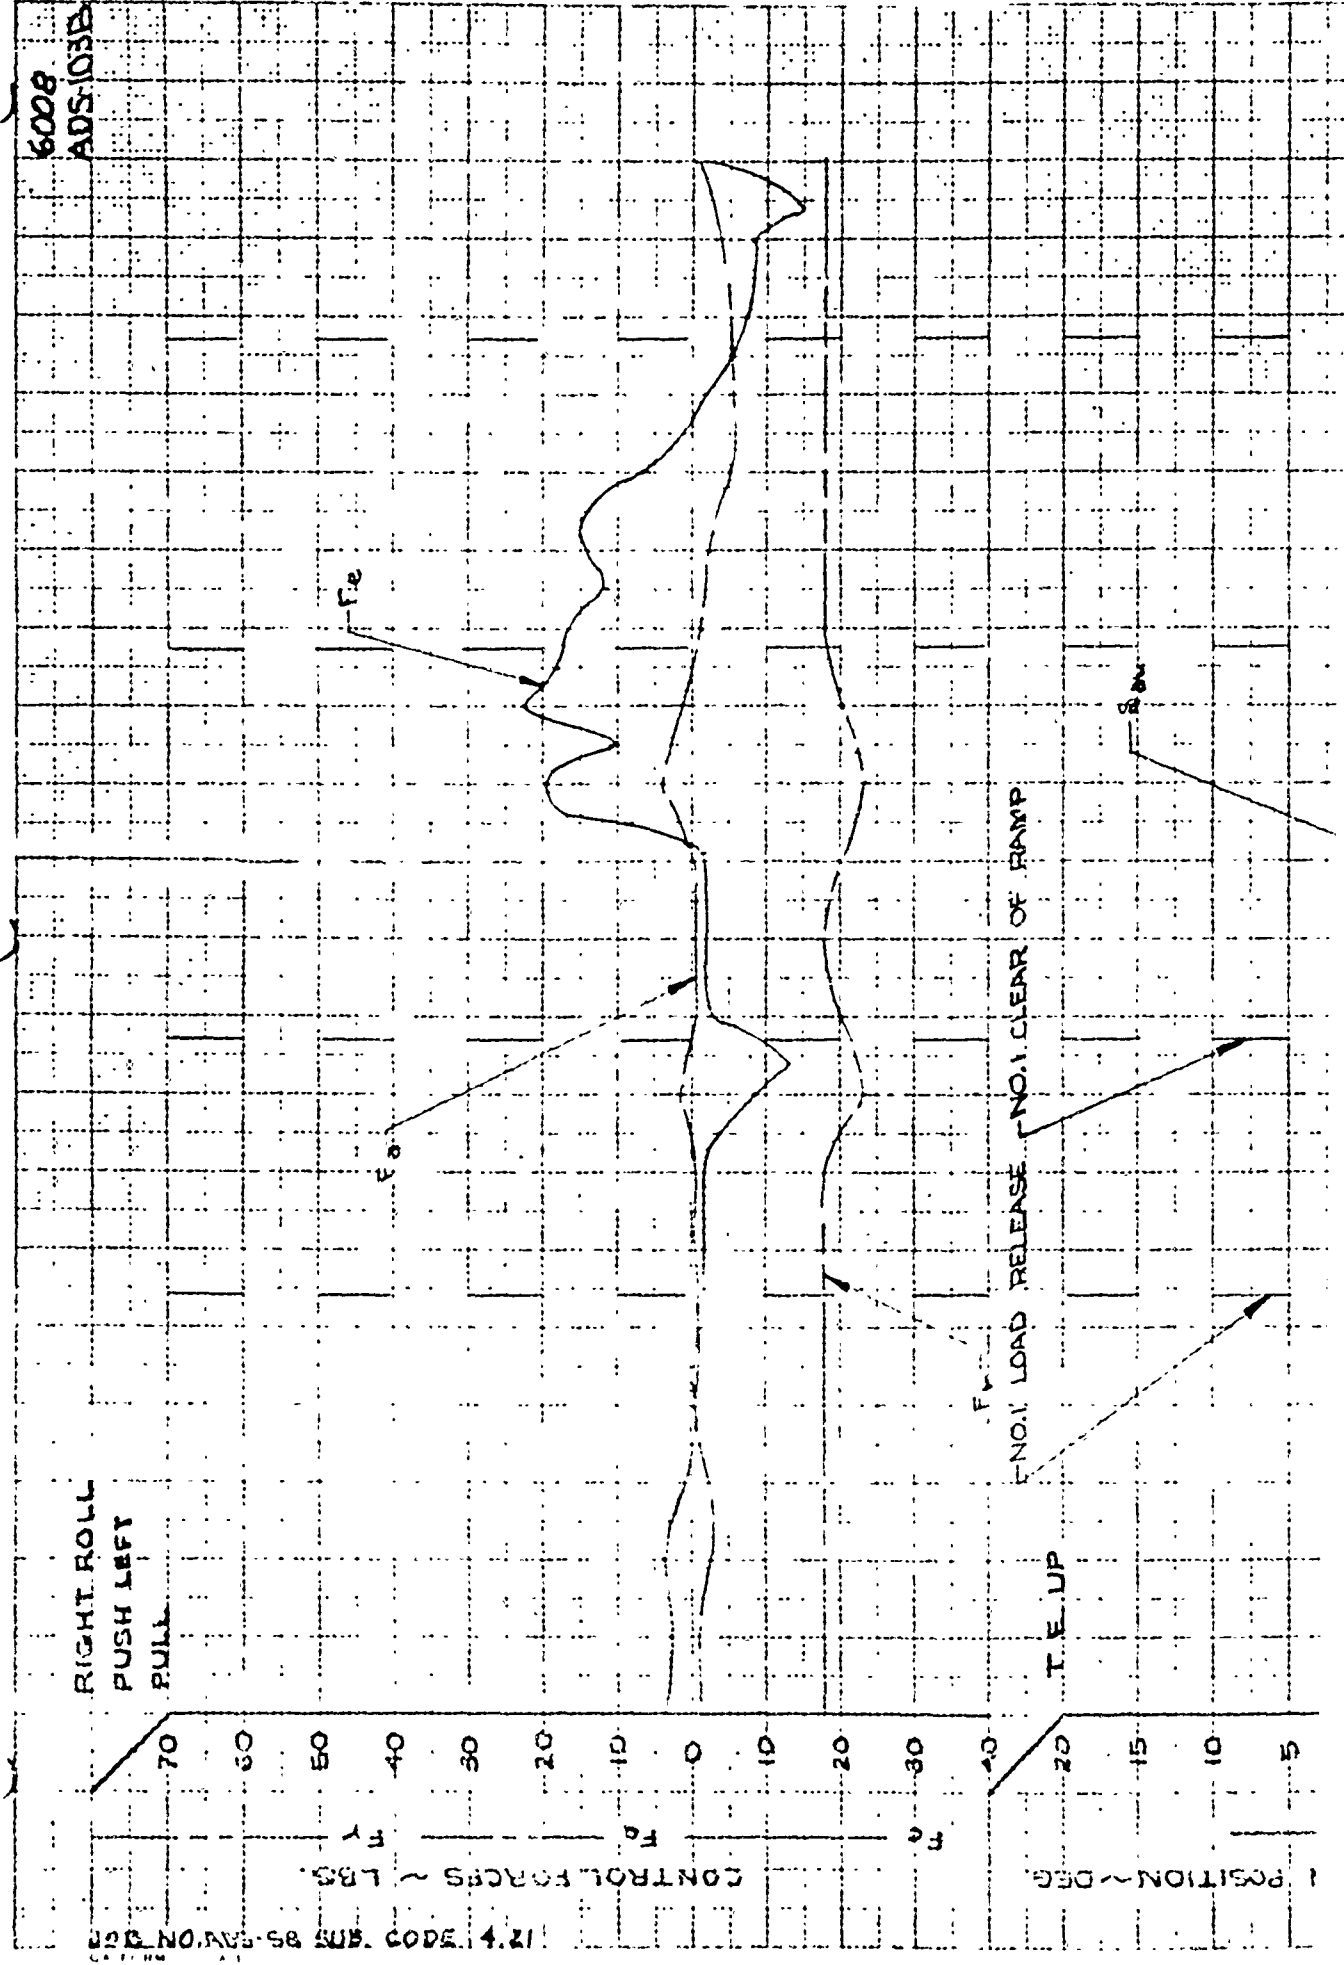 6008
ADS-103B
RIGHT ROLL
PUSH LEFT
PULL
70
60
50
40
30
20
10
0
10
20
30
40
20
15
10
5
Fr
Fa
Fe
CONTROL FORCES ~ LBS.
POSITION ~ DEG.
Fe
Fa
Fr
NO.1 LOAD RELEASE
NO.1 CLEAR OF RAMP
T.E. UP
SUB. CODE 4.21